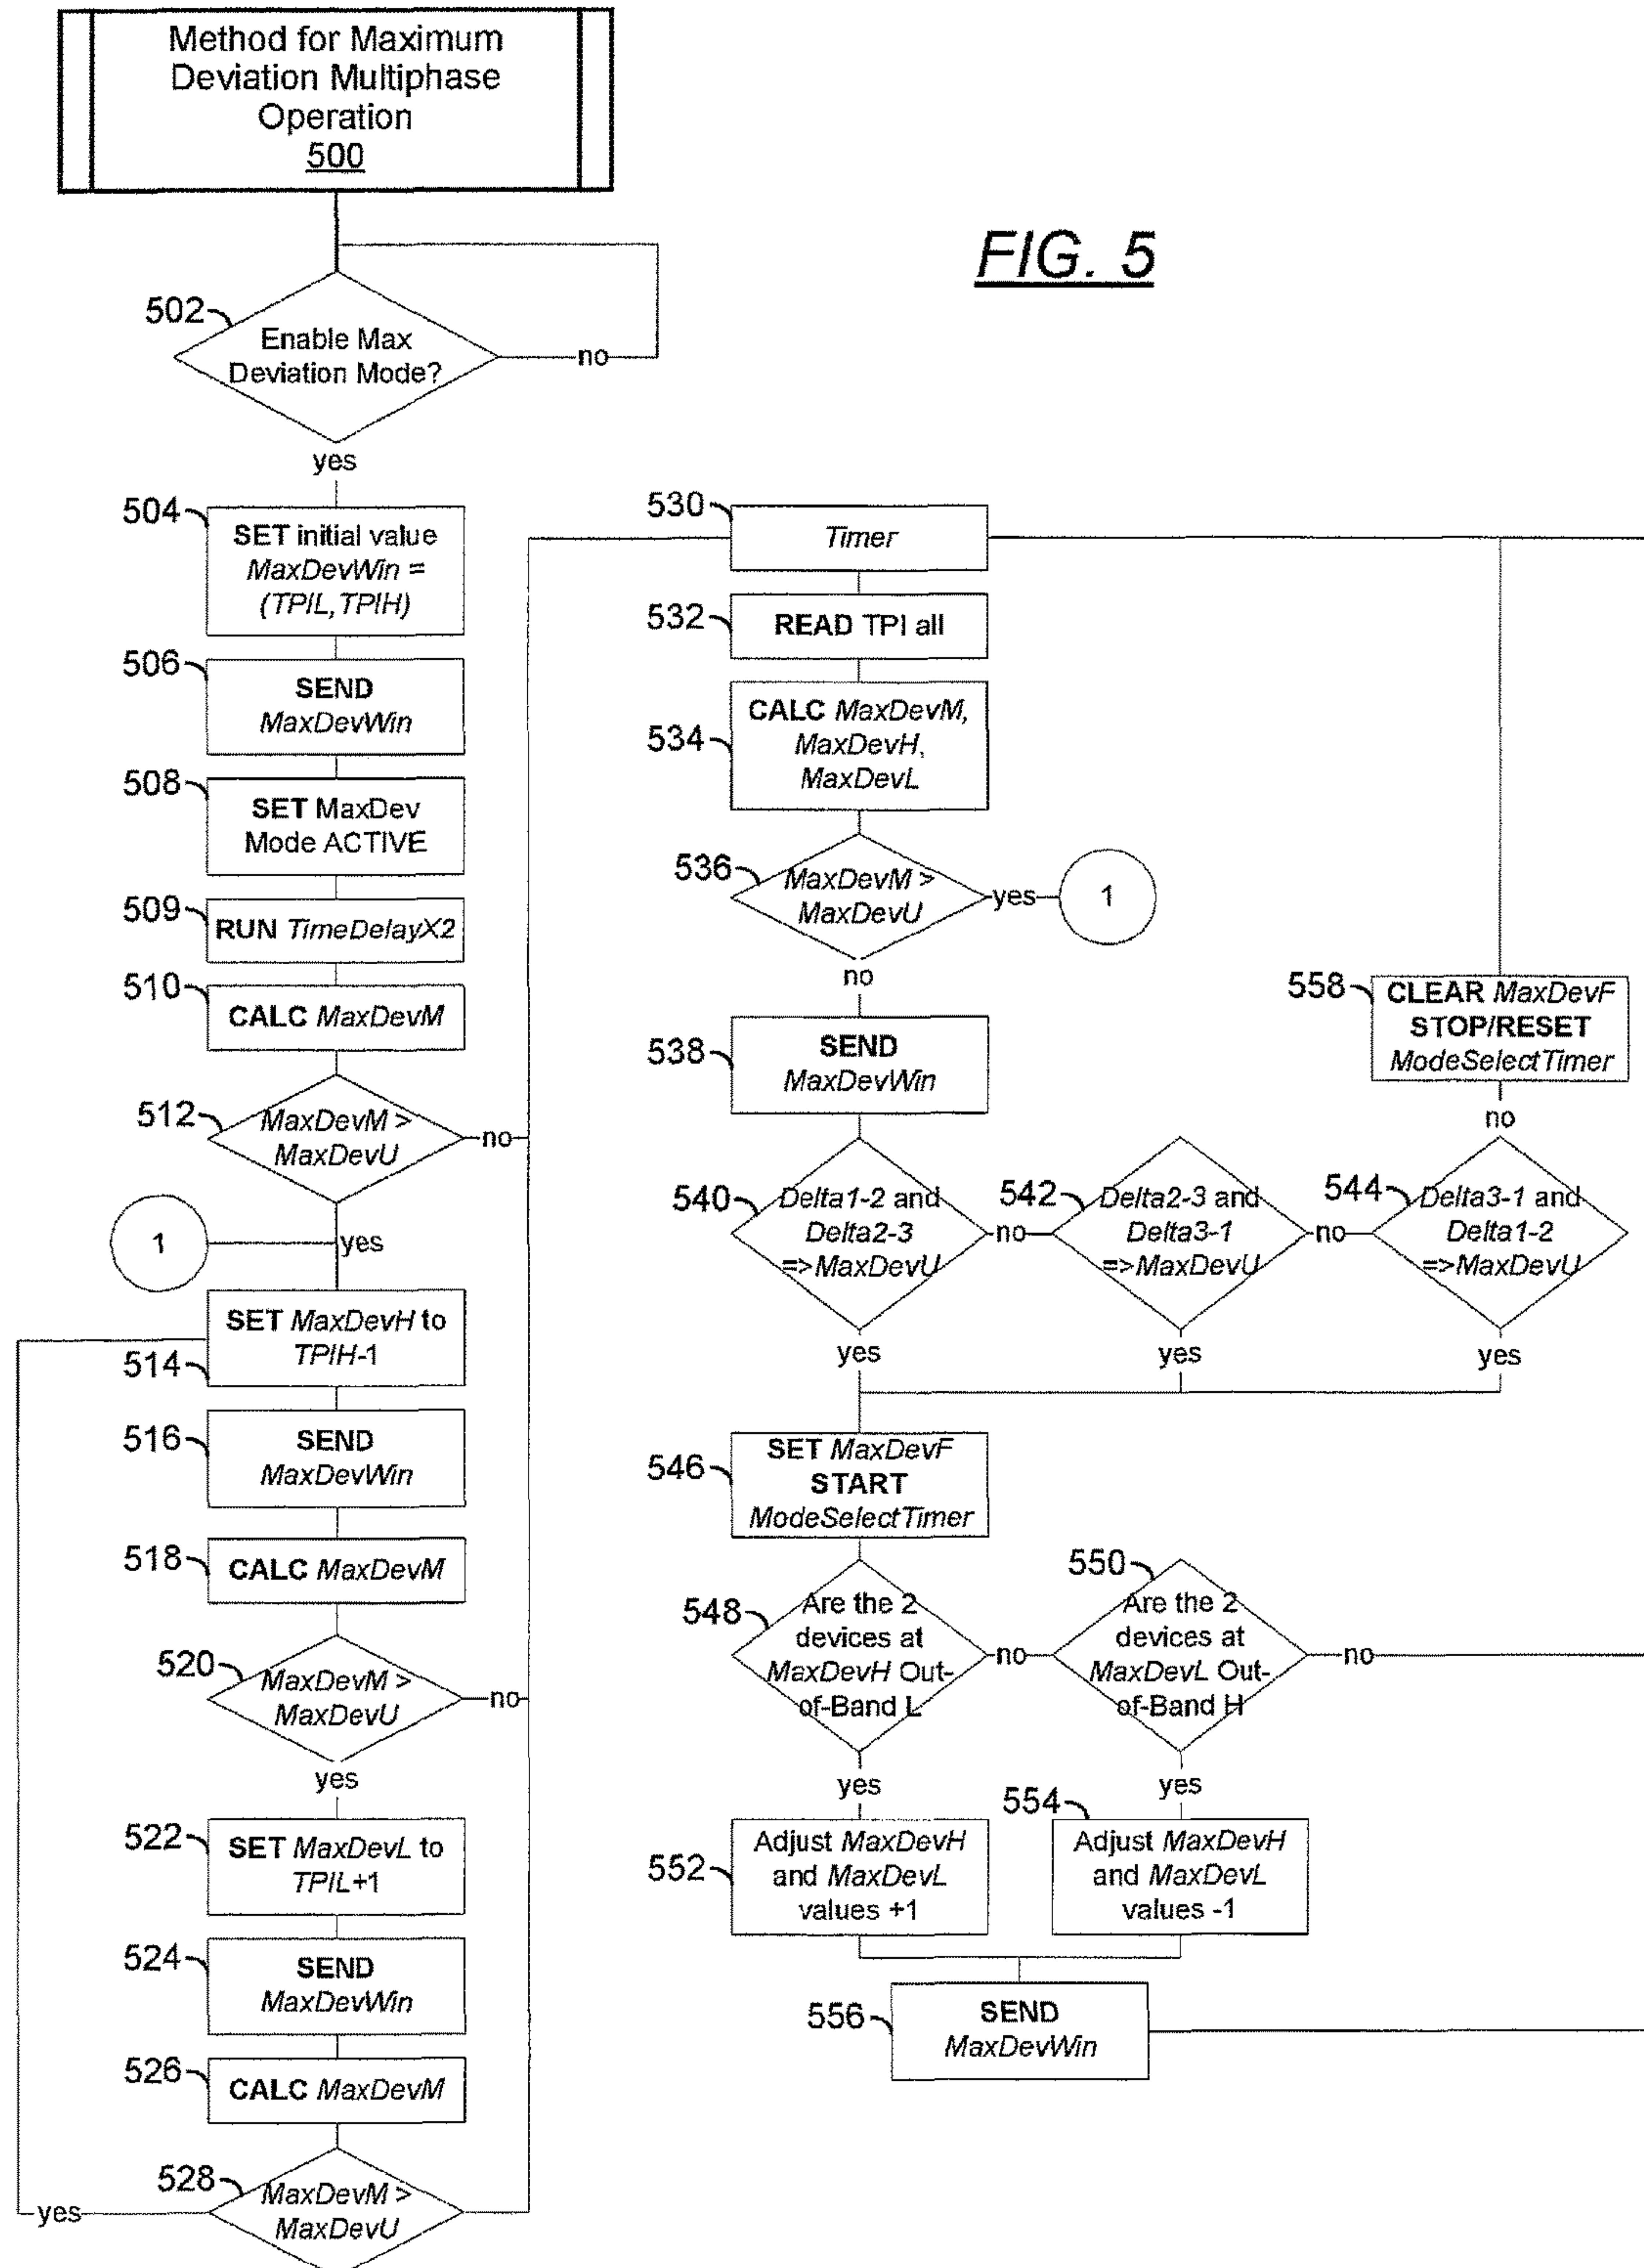 Method for Maximum
Deviation Multiphase
Operation
500
FIG. 5
502
Enable Max
Deviation Mode?
no
yes
504
SET initial value
MaxDevWin =
(TPIL, TPIH)
506
SEND
MaxDevWin
508
SET MaxDev
Mode ACTIVE
509
RUN TimeDelayX2
510
CALC MaxDevM
512
MaxDevM >
MaxDevU
no
1
yes
SET MaxDevH to
TPIH-1
514
516
SEND
MaxDevWin
518
CALC MaxDevM
520
MaxDevM >
MaxDevU
no
yes
522
SET MaxDevL to
TPIL+1
524
SEND
MaxDevWin
526
CALC MaxDevM
528
MaxDevM >
MaxDevU
yes
530
Timer
532
READ TPI all
534
CALC MaxDevM,
MaxDevH,
MaxDevL
536
MaxDevM >
MaxDevU
yes
1
no
538
SEND
MaxDevWin
540
Delta1-2 and
Delta2-3
=>MaxDevU
no
yes
542
Delta2-3 and
Delta3-1
=>MaxDevU
no
yes
544
Delta3-1 and
Delta1-2
=>MaxDevU
no
yes
558
CLEAR MaxDevF
STOP/RESET
ModeSelectTimer
546
SET MaxDevF
START
ModeSelectTimer
548
Are the 2
devices at
MaxDevH Out-
of-Band L
no
yes
550
Are the 2
devices at
MaxDevL Out-
of-Band H
no
yes
552
Adjust MaxDevH
and MaxDevL
values +1
554
Adjust MaxDevH
and MaxDevL
values -1
556
SEND
MaxDevWin